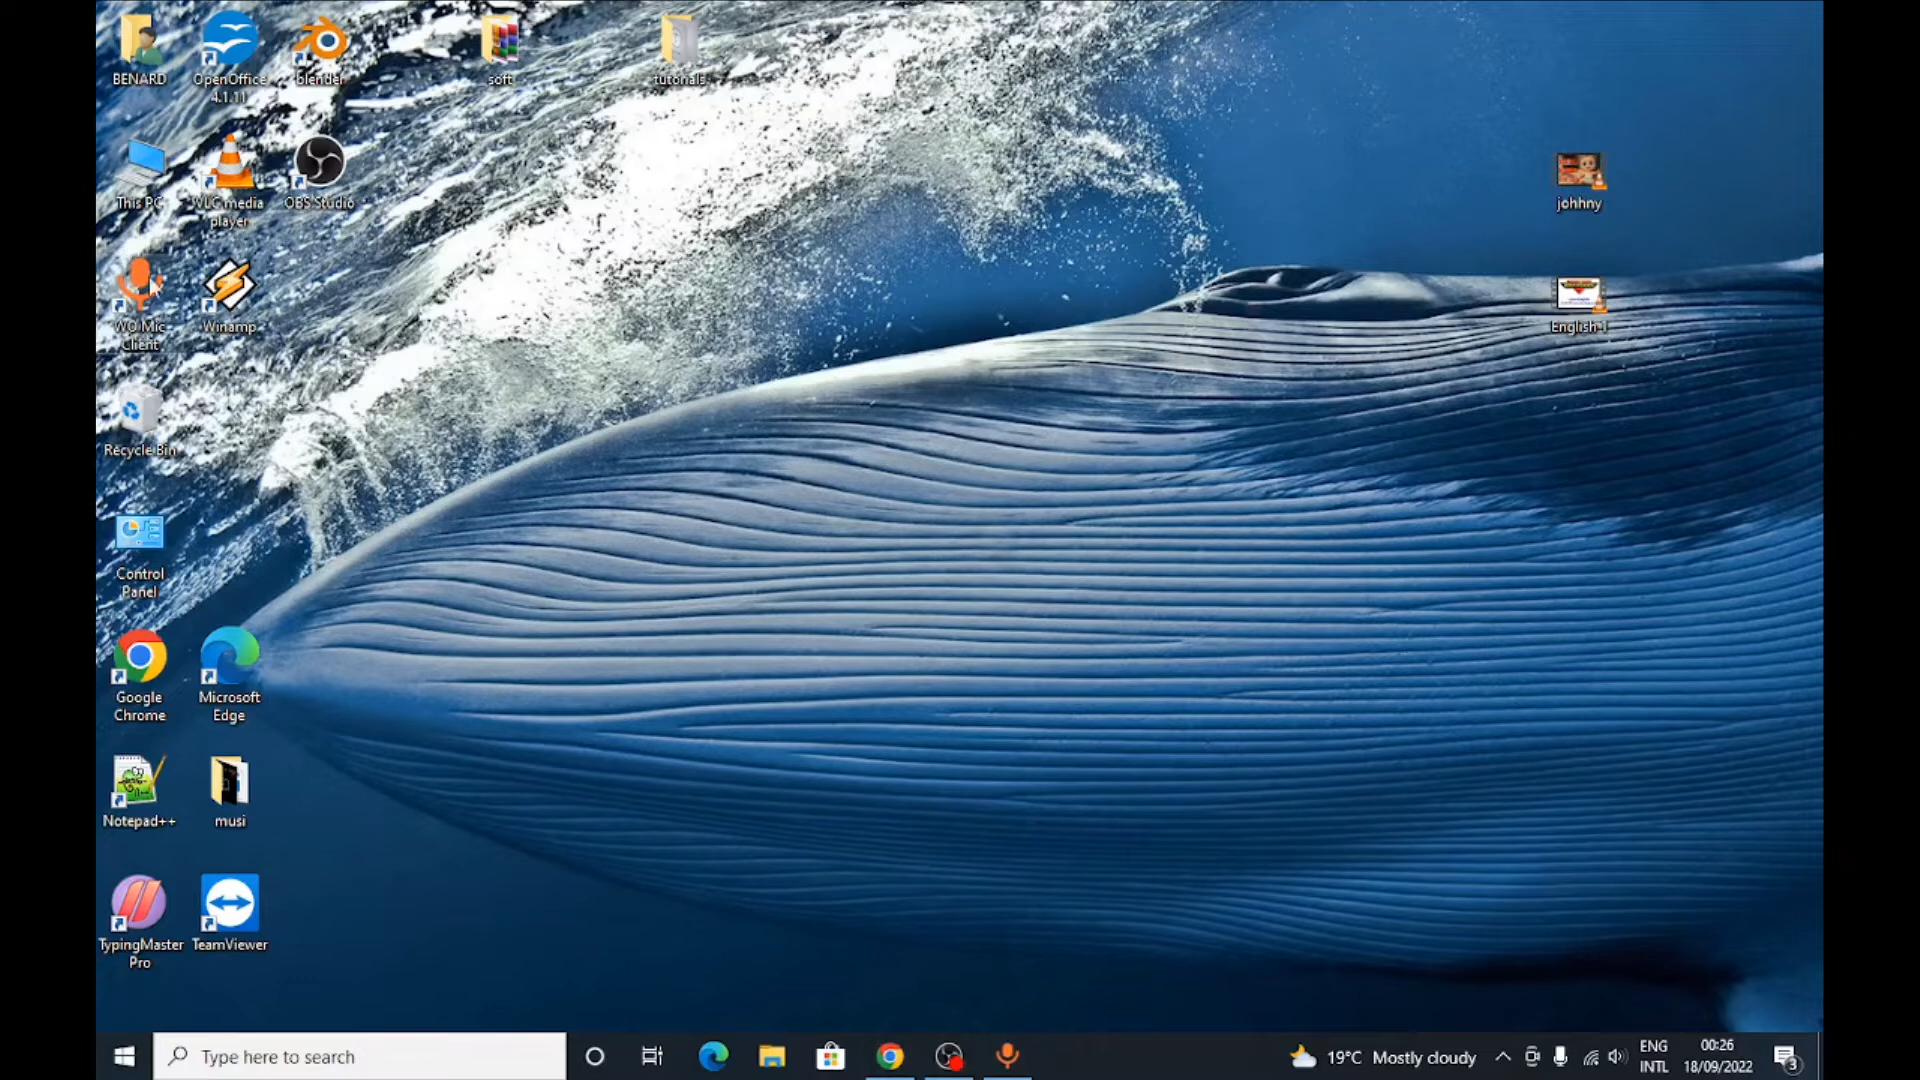 BENARD
OpenOffice
4.1.11
blender
soft
tutorials
This PC
VLC media
player
OBS Studio
johhny
WO Mic
Client
Winamp
English-1
Recycle Bin
Control
Panel
Google
Chrome
Microsoft
Edge
Notepad++
musi
TypingMaster
Pro
TeamViewer
Type here to search
19°C Mostly cloudy
ENG
INTL
00:26
18/09/2022
3